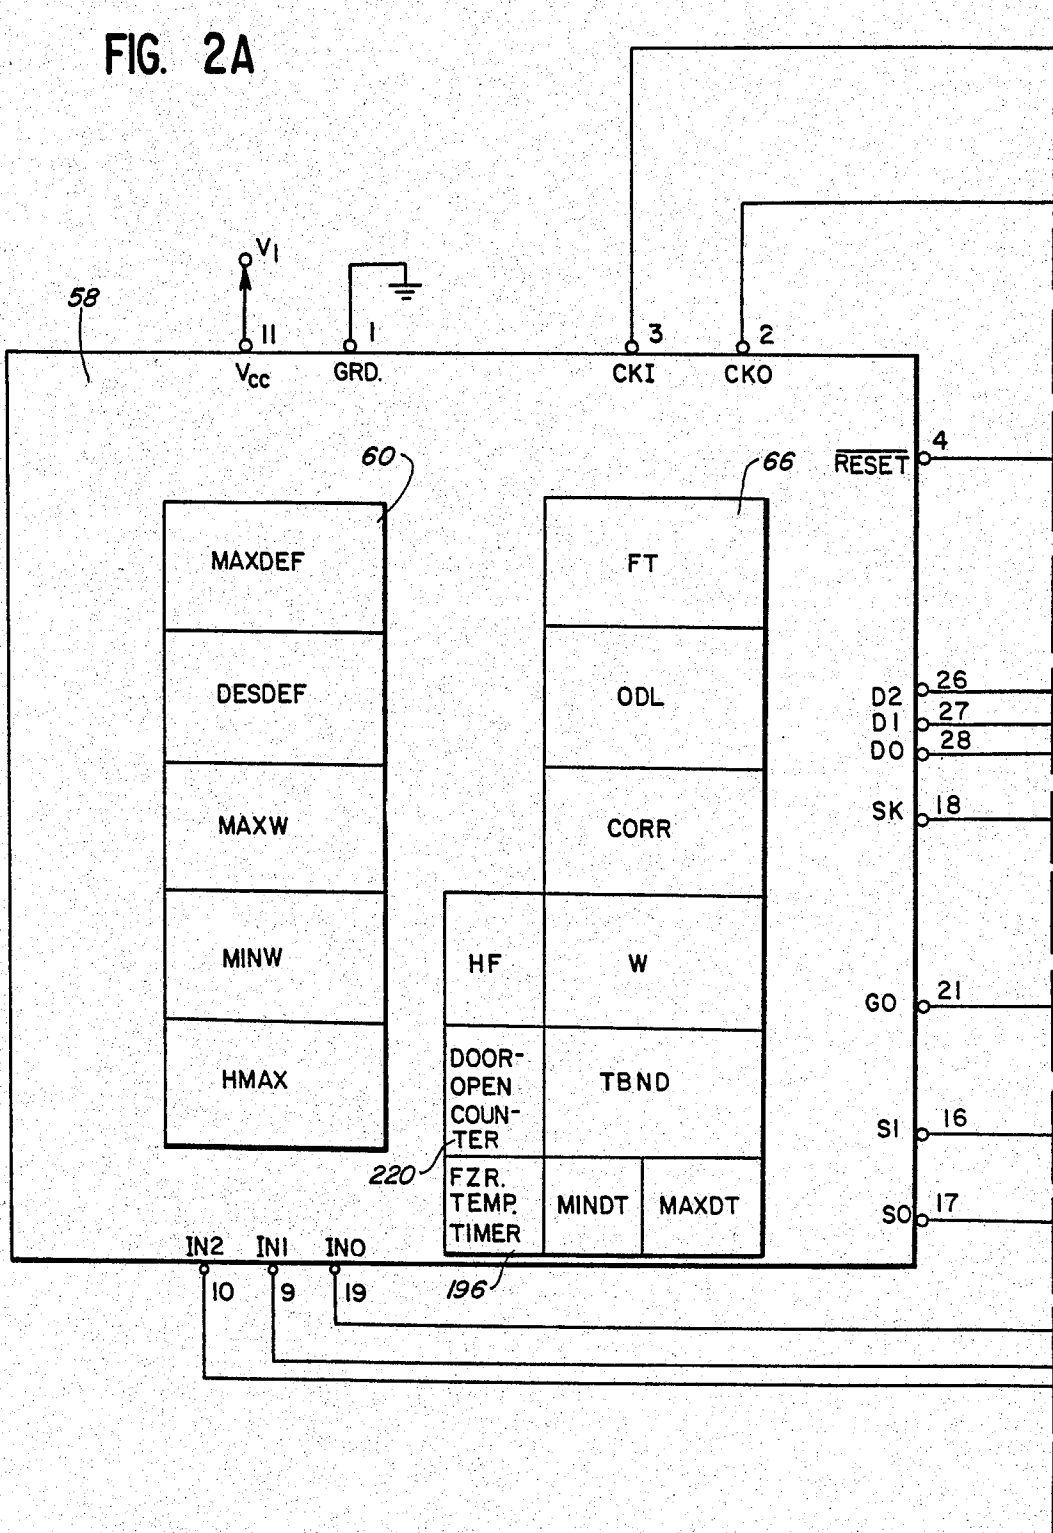 FIG. 2A
V1
58
11
1
3
2
VCC
GRD.
CKI
CKO
4
RESET
60
66
MAXDEF
FT
DESDEF
ODL
D2
26
D1
27
D0
28
MAXW
CORR
SK
18
MINW
HF
W
GO
21
HMAX
DOOR-
OPEN
COUN-
TER
TBND
S1
16
220
FZR.
TEMP.
TIMER
MINDT
MAXDT
SO
17
IN2
IN1
INO
10
9
19
196